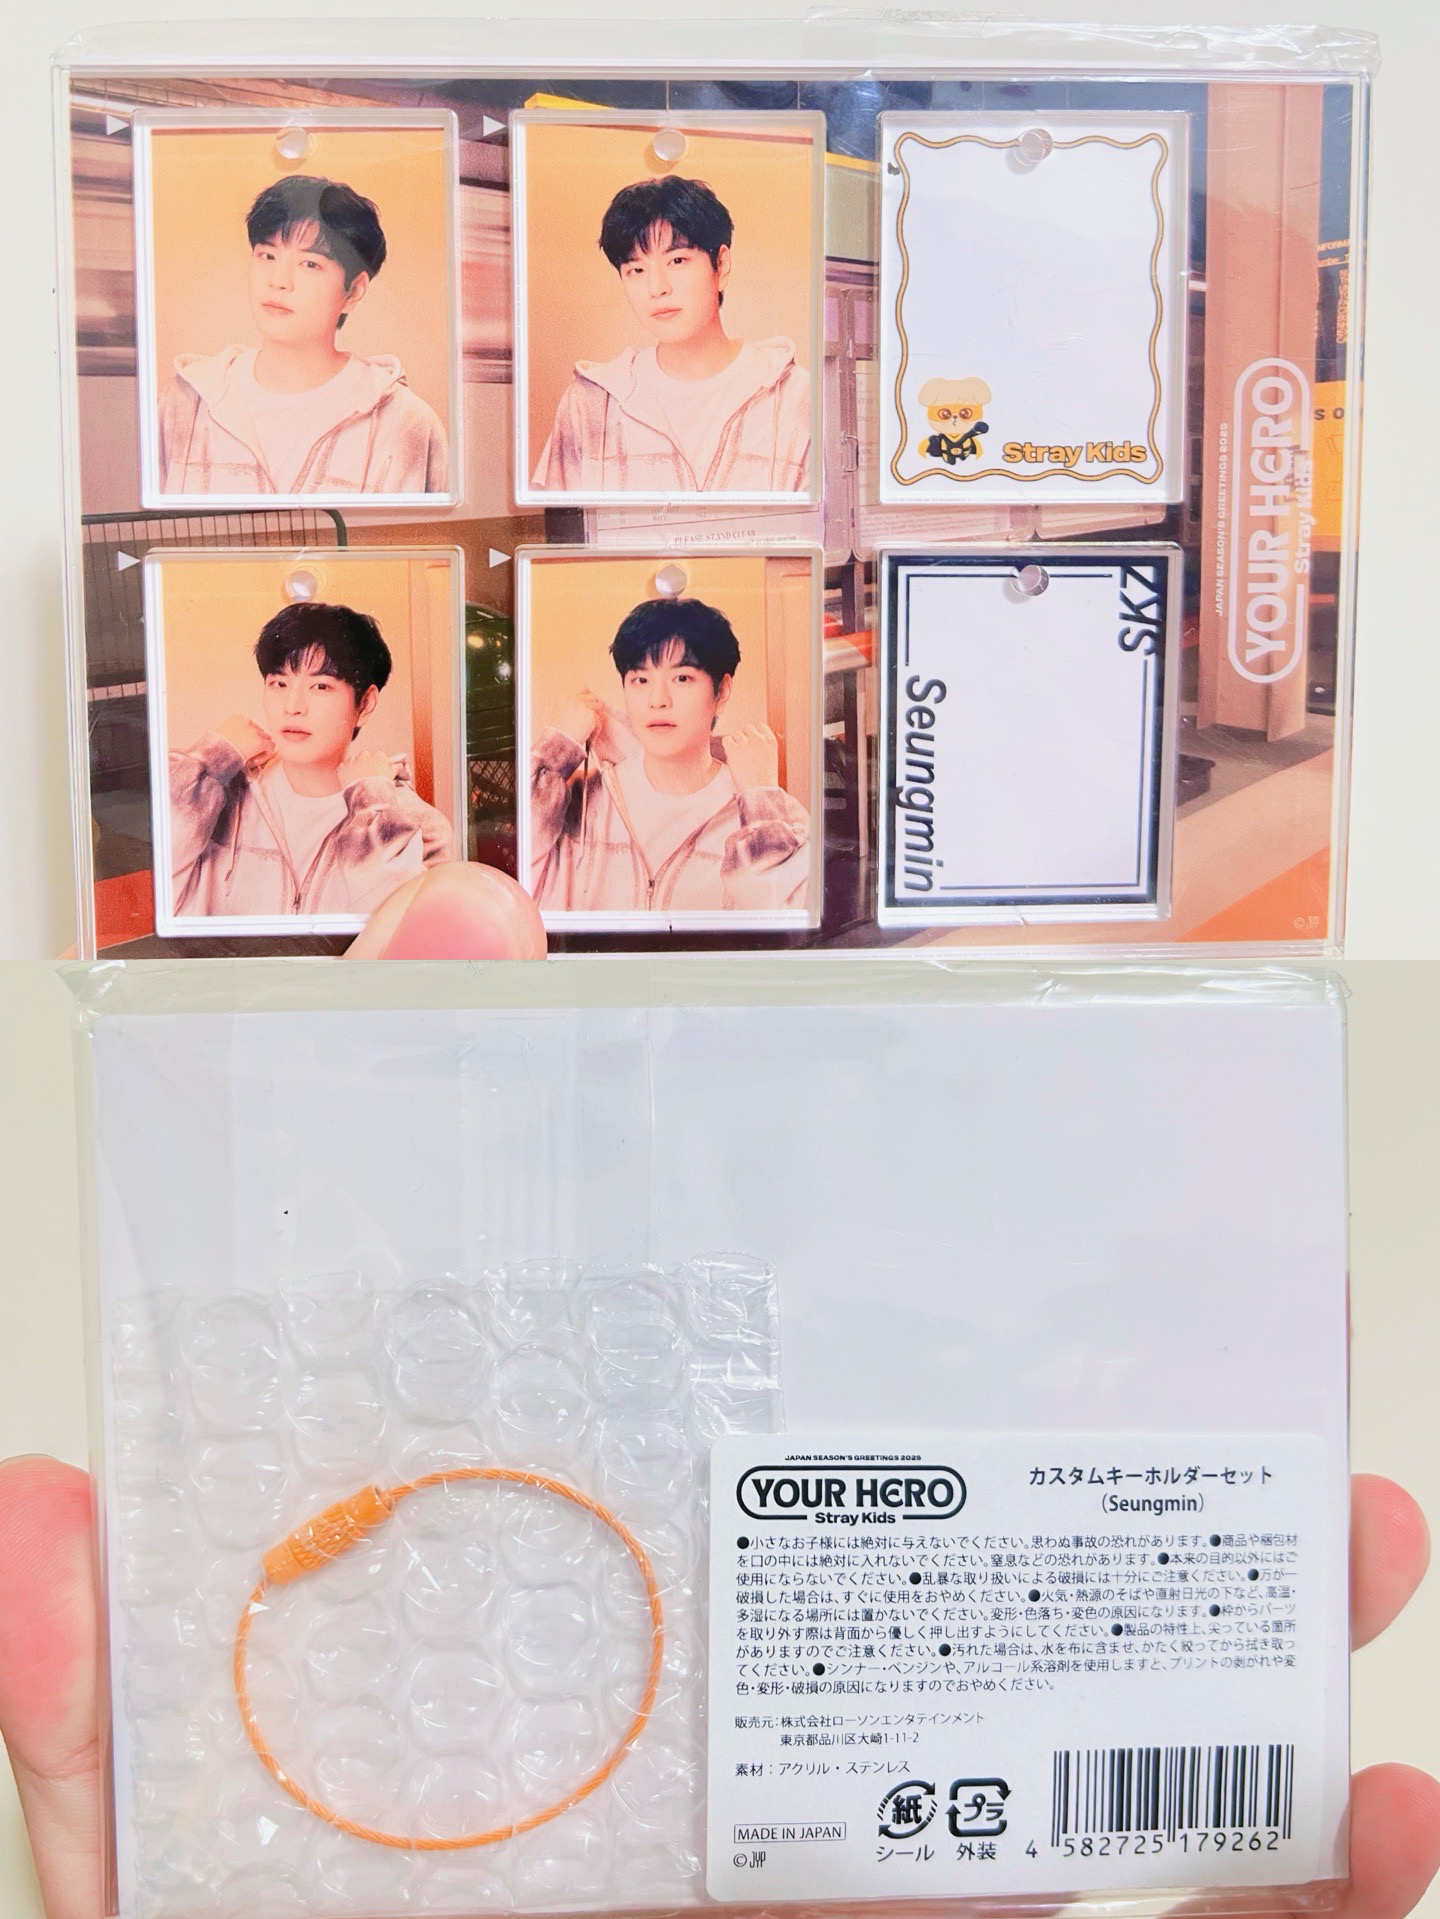 Stray Kids
PLEASE STAND CLEAR
SKZ
Seungmin
JAPAN SEASON'S GREETINGS 2025
YOUR HERO
Stray Kids
© JYP
JAPAN SEASON'S GREETINGS 2025
YOUR HERO
Stray Kids
カスタムキーホルダーセット
(Seungmin)
●小さなお子様には絶対に与えないでください。思わぬ事故の恐れがあります。●商品や梱包材
を口の中には絶対に入れないでください。窒息などの恐れがあります。●本来の目的以外にはご
使用にならないでください。●乱暴な取り扱いによる破損には十分にご注意ください。●万が一
破損した場合は、すぐに使用をおやめください。●火気・熱源のそばや直射日光の下など、高温・
多湿になる場所には置かないでください。変形・色落ち・変色の原因になります。●枠からパーツ
を取り外す際は背面から優しく押し出すようにしてください。●製品の特性上、尖っている箇所
がありますのでご注意ください。●汚れた場合は、水を布に含ませ、かたく絞ってから拭き取っ
てください。●シンナー・ベンジンや、アルコール系溶剤を使用しますと、プリントの剥がれや変
色・変形・破損の原因になりますのでおやめください。
販売元：株式会社ローソンエンタテインメント
東京都品川区大崎1-11-2
素材：アクリル・ステンレス
MADE IN JAPAN
© JYP
紙
シール
プラ
外装
4 582725 179262